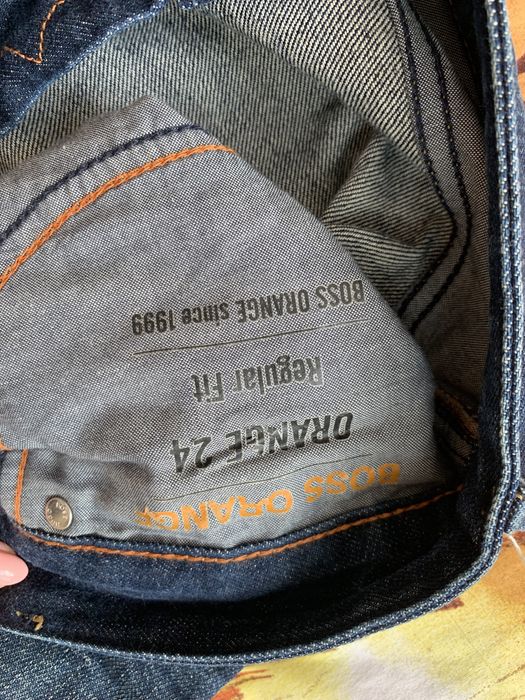 BOSS ORANGE
ORANGE 24
Regular Fit
BOSS ORANGE since 1999